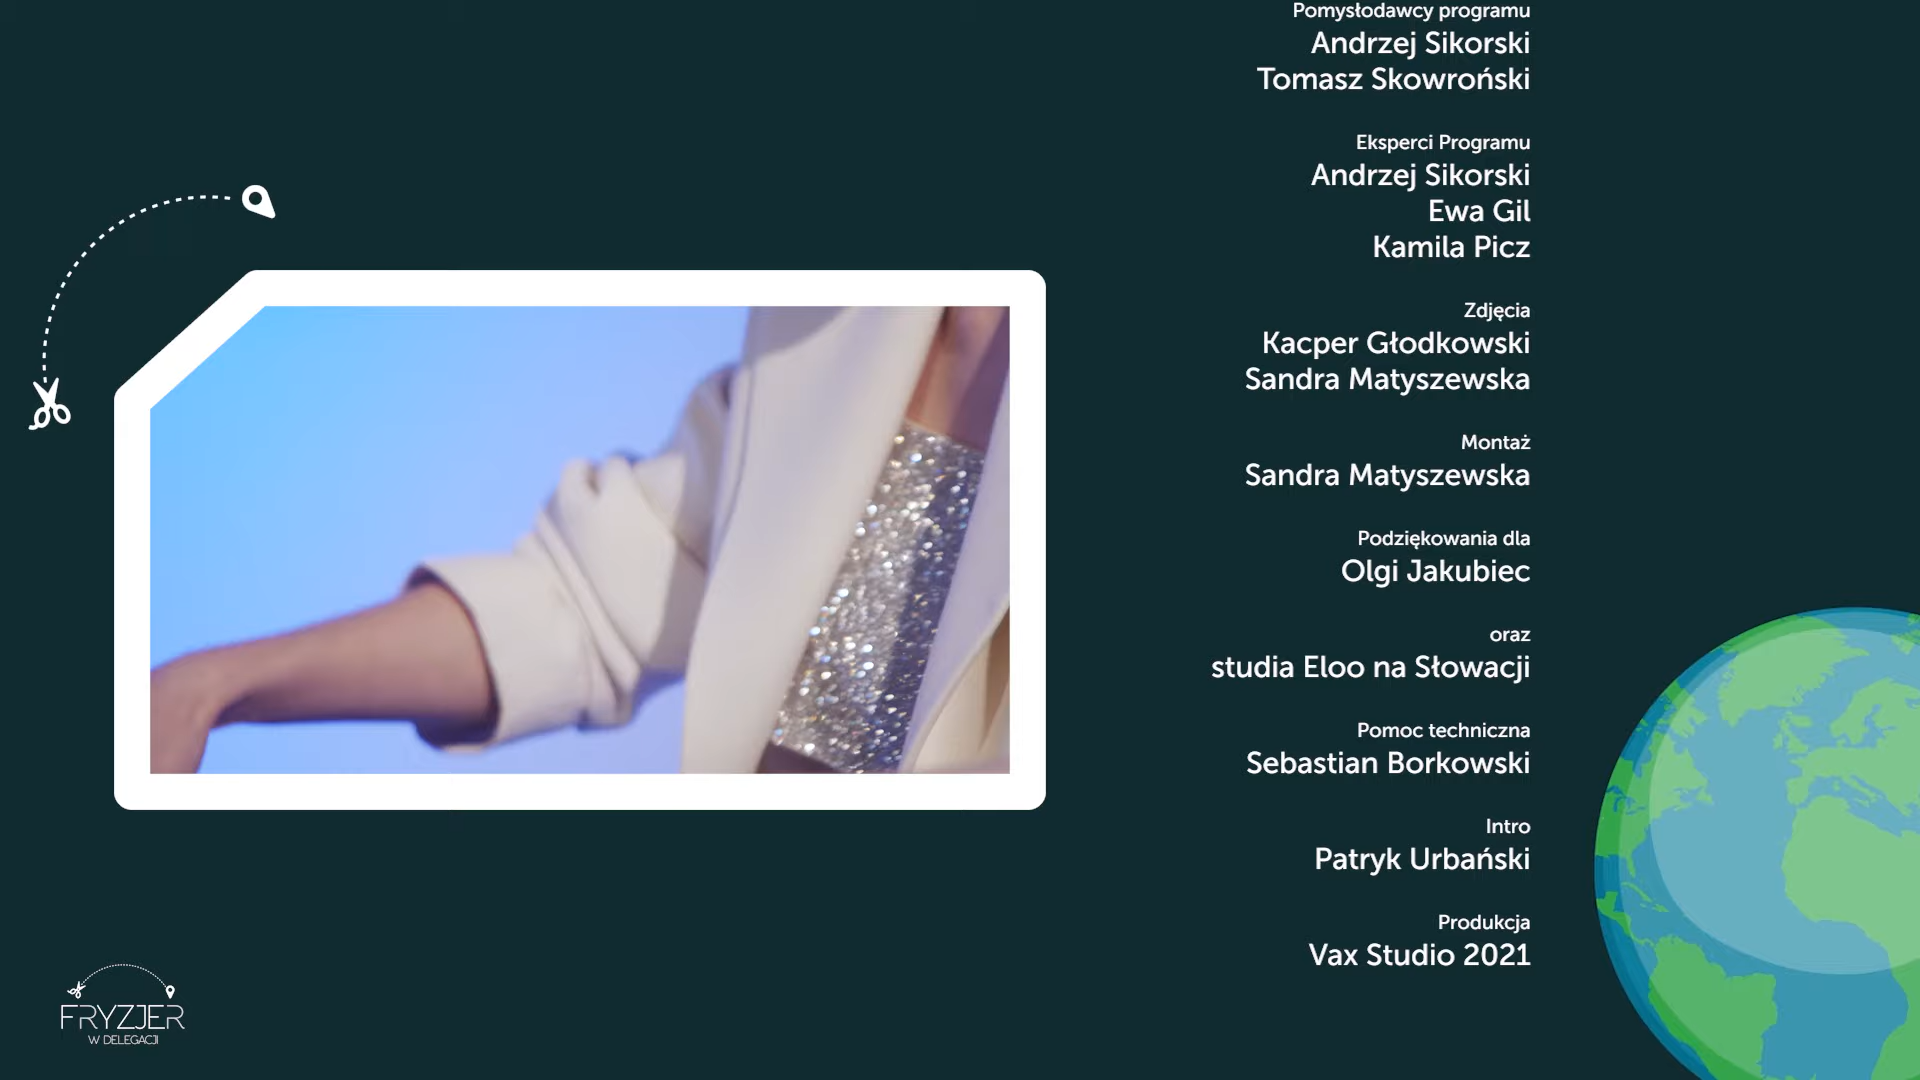 Pomysłodawcy programu
Andrzej Sikorski
Tomasz Skowroński
Eksperci Programu
Andrzej Sikorski
Ewa Gil
Kamila Picz
Zdjęcia
Kacper Głodkowski
Sandra Matyszewska
Montaż
Sandra Matyszewska
Podziękowania dla
Olgi Jakubiec
oraz
studia Eloo na Słowacji
Pomoc techniczna
Sebastian Borkowski
Intro
Patryk Urbański
Produkcja
Vax Studio 2021
FRYZJER
W DELEGACJI